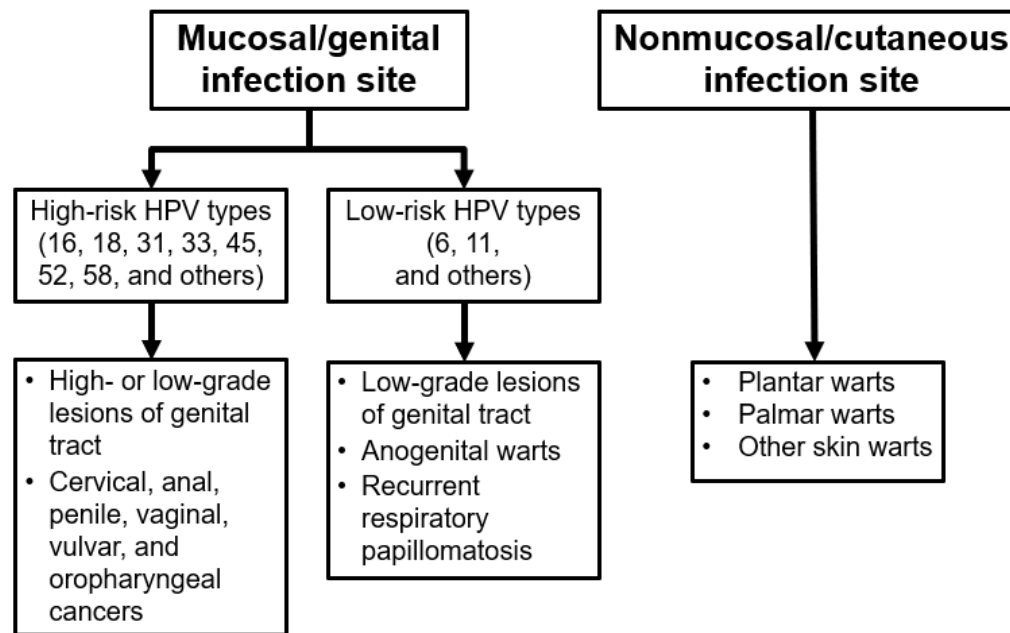 Mucosal/genital
infection site
Nonmucosal/cutaneous
infection site
High-risk HPV types
(16, 18, 31, 33, 45,
52, 58, and others)
Low-risk HPV types
(6, 11,
and others)
• High- or low-grade
lesions of genital
tract
• Cervical, anal,
penile, vaginal,
vulvar, and
oropharyngeal
cancers
• Low-grade lesions
of genital tract
• Anogenital warts
• Recurrent
respiratory
papillomatosis
• Plantar warts
• Palmar warts
• Other skin warts